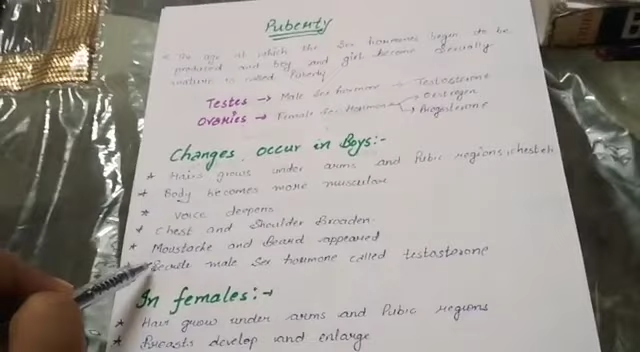 Puberty
* The age at which the Sex hormones begin to be
produced and boy and girl become sexually
mature is called Puberty
Testes → Male sex hormone → Testosterone
Ovaries → Female Sex Hormone → Oestrogen
→ Progesterone
Changes occur in Boys:-
* Hairs grows under arms and Pubic regions, chest etc
* Body becomes more muscular
* Voice deepens
* Chest and Shoulder Broaden.
* Moustache and Beard appeared
* Secrete male Sex hormone called testosterone
In females:→
* Hair grow under arms and Pubic regions
* Breasts develop and enlarge